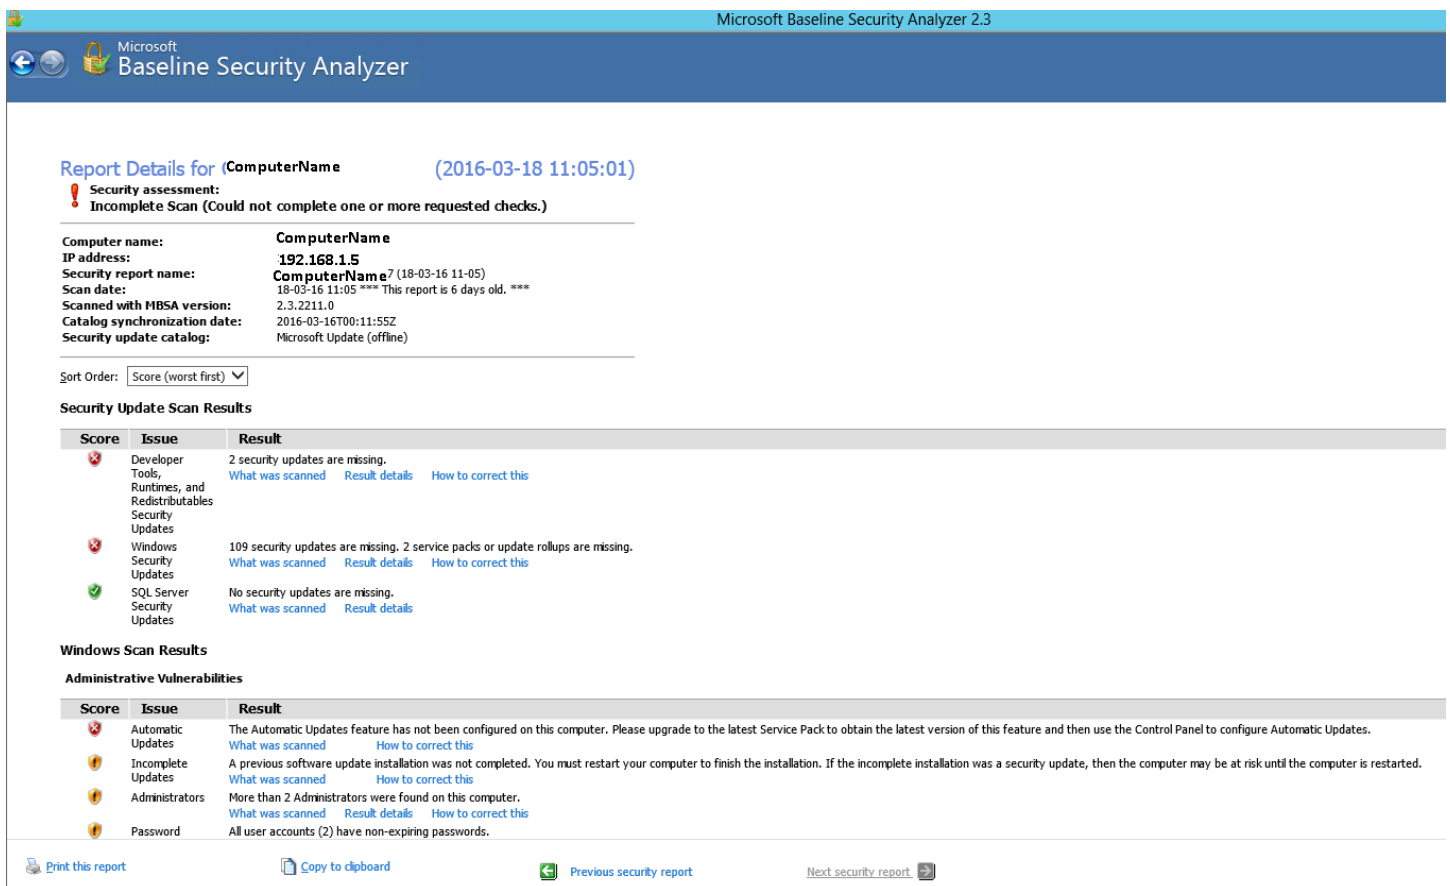 Microsoft Baseline Security Analyzer 2.3
Microsoft
Baseline Security Analyzer
Report Details for ComputerName (2016-03-18 11:05:01)
Security assessment:
Incomplete Scan (Could not complete one or more requested checks.)
Computer name: ComputerName
IP address: 192.168.1.5
Security report name: ComputerName7 (18-03-16 11-05)
Scan date: 18-03-16 11:05 *** This report is 6 days old. ***
Scanned with MBSA version: 2.3.2211.0
Catalog synchronization date: 2016-03-16T00:11:55Z
Security update catalog: Microsoft Update (offline)
Sort Order: Score (worst first)
Security Update Scan Results
Score Issue Result
Developer 2 security updates are missing.
Tools, What was scanned Result details How to correct this
Runtimes, and
Redistributables
Security
Updates
Windows 109 security updates are missing. 2 service packs or update rollups are missing.
Security What was scanned Result details How to correct this
Updates
SQL Server No security updates are missing.
Security What was scanned Result details
Updates
Windows Scan Results
Administrative Vulnerabilities
Score Issue Result
Automatic The Automatic Updates feature has not been configured on this computer. Please upgrade to the latest Service Pack to obtain the latest version of this feature and then use the Control Panel to configure Automatic Updates.
Updates What was scanned How to correct this
Incomplete A previous software update installation was not completed. You must restart your computer to finish the installation. If the incomplete installation was a security update, then the computer may be at risk until the computer is restarted.
Updates What was scanned How to correct this
Administrators More than 2 Administrators were found on this computer.
What was scanned Result details How to correct this
Password All user accounts (2) have non-expiring passwords.
Print this report Copy to clipboard Previous security report Next security report